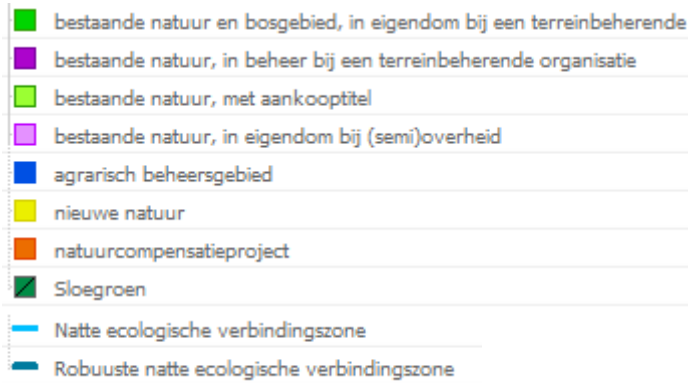 bestaande natuur en bosgebied, in eigendom bij een terreinbeherende
bestaande natuur, in beheer bij een terreinbeherende organisatie
bestaande natuur, met aankooptitel
bestaande natuur, in eigendom bij (semi)overheid
agrarisch beheersgebied
nieuwe natuur
natuurcompensatieproject
Sloegroen
Natte ecologische verbindingszone
Robuuste natte ecologische verbindingszone